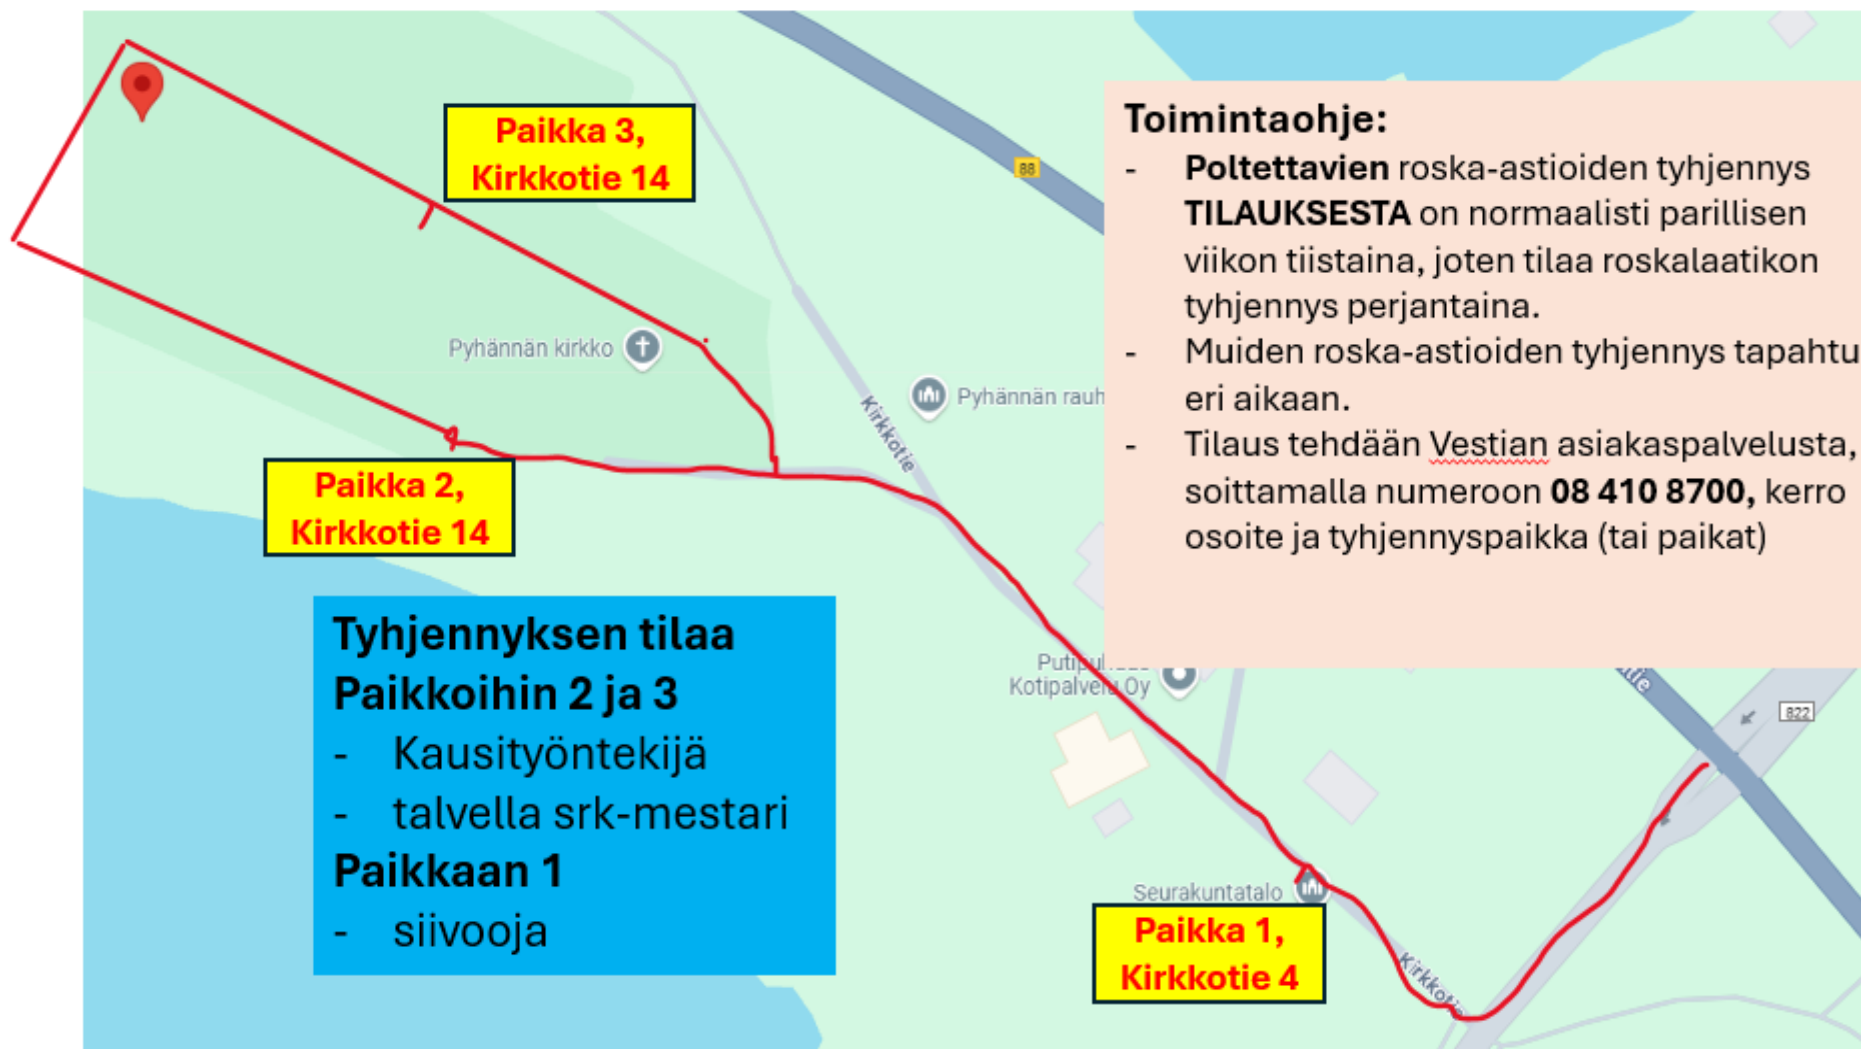 Paikka 3,
Kirkkotie 14
88
Toimintaohje:
- Poltettavien roska-astioiden tyhjennys
TILAUKSESTA on normaalisti parillisen
viikon tiistaina, joten tilaa roskalaatikon
tyhjennys perjantaina.
- Muiden roska-astioiden tyhjennys tapahtu
eri aikaan.
- Tilaus tehdään Vestian asiakaspalvelusta,
soittamalla numeroon 08 410 8700, kerro
osoite ja tyhjennyspaikka (tai paikat)
Pyhännän kirkko
Pyhännän rauh
Kirkkotie
Paikka 2,
Kirkkotie 14
Tyhjennyksen tilaa
Paikkoihin 2 ja 3
- Kausityöntekijä
- talvella srk-mestari
Paikkaan 1
- siivooja
Kotipalvelu Oy
822
Seurakuntatalo
Paikka 1,
Kirkkotie 4
Kirkkotie